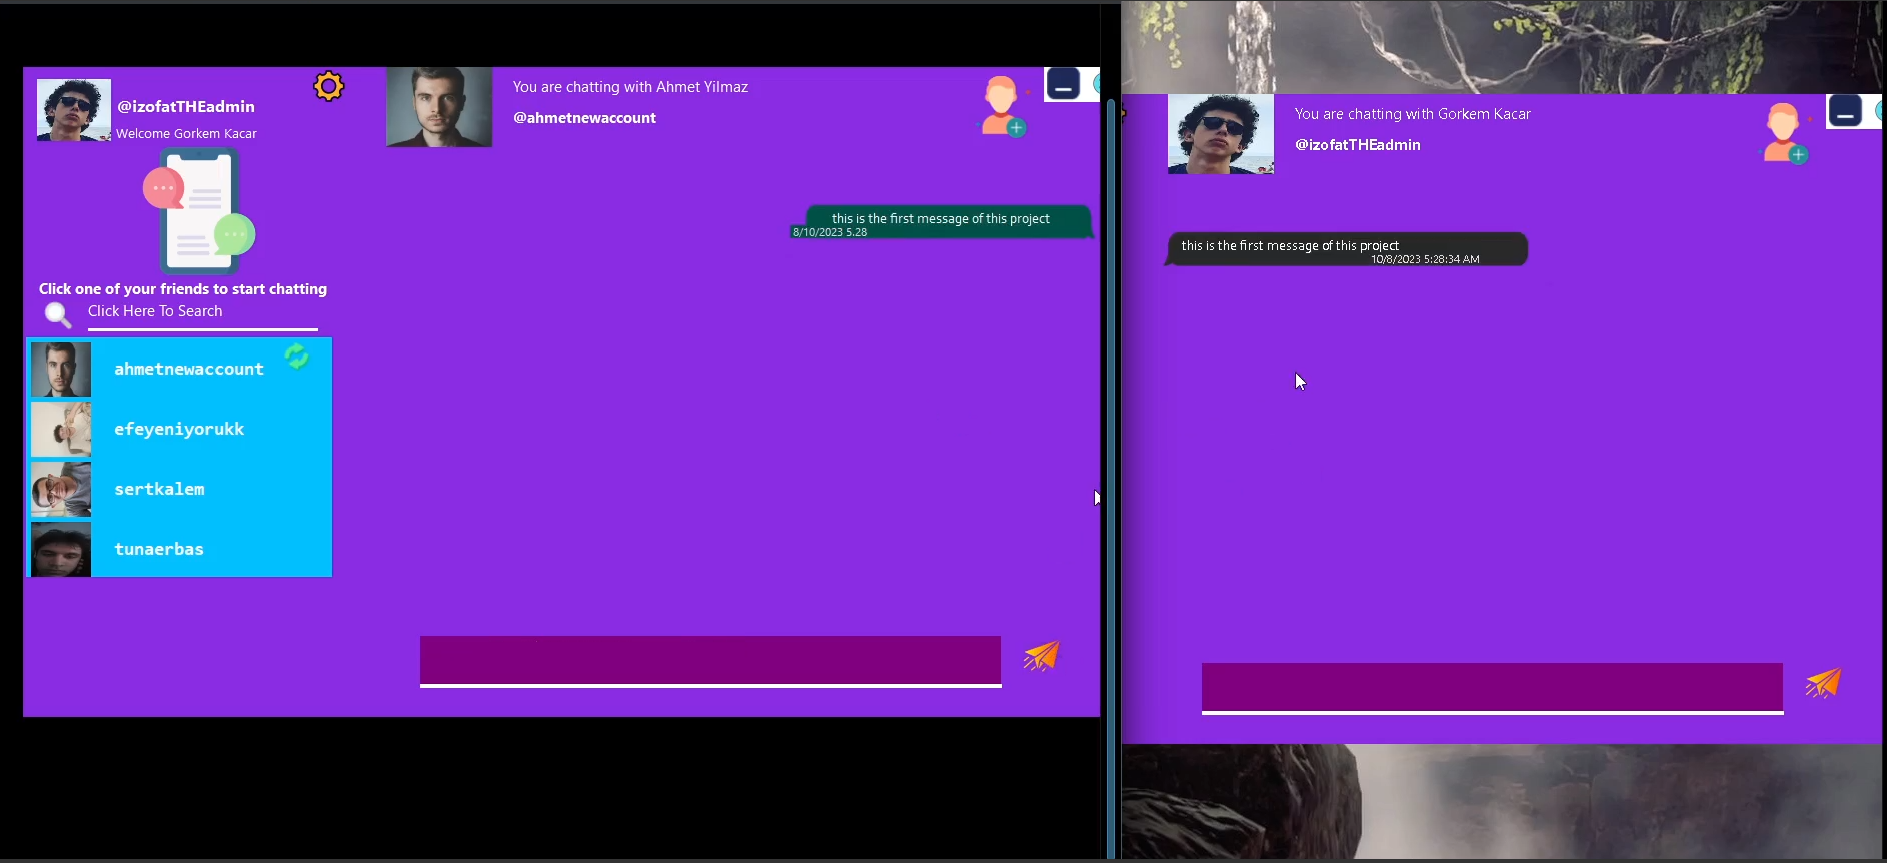 @izofatTHEadmin
Welcome Gorkem Kacar
Click one of your friends to start chatting
Click Here To Search
ahmetnewaccount
efeyeniyorukk
sertkalem
tunaerbas
You are chatting with Ahmet Yilmaz
@ahmetnewaccount
this is the first message of this project
8/10/2023 5.28
You are chatting with Gorkem Kacar
@izofatTHEadmin
this is the first message of this project
10/8/2023 5:28:34 AM